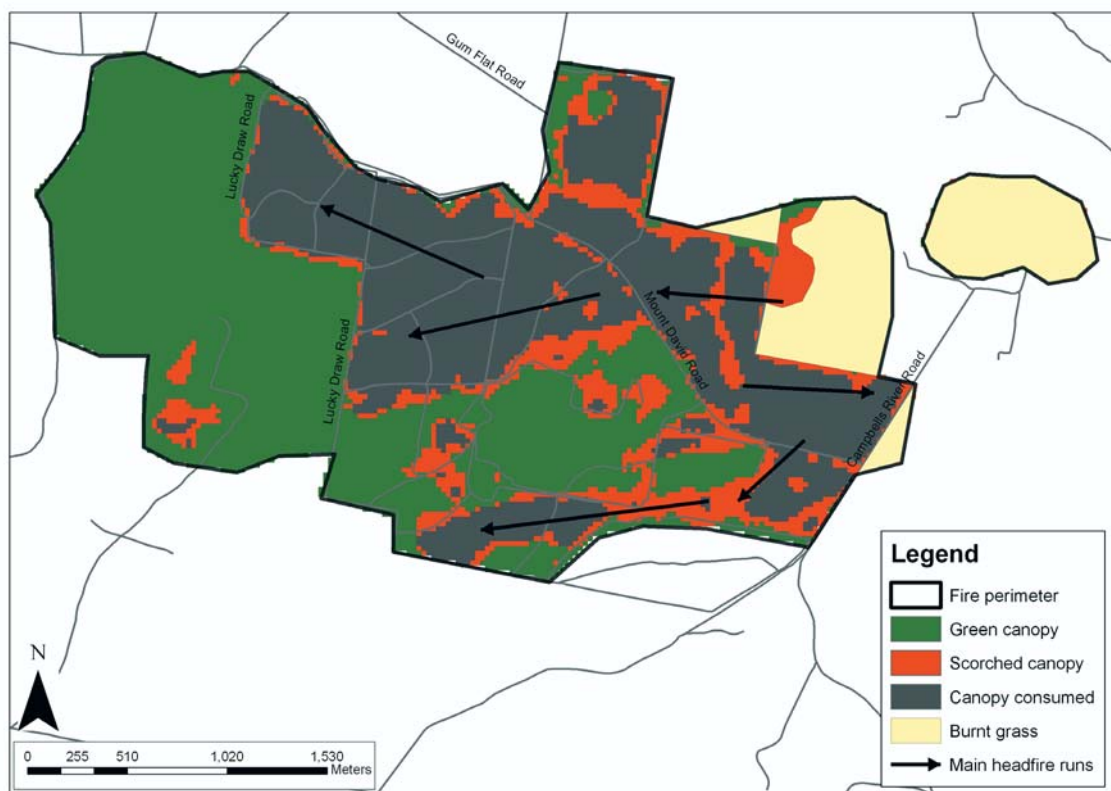 Gum Flat Road
Lucky Draw Road
Lucky Draw Road
Mount David Road
Campbells River Road
N
0 255 510 1,020 1,530
Meters
Legend
Fire perimeter
Green canopy
Scorched canopy
Canopy consumed
Burnt grass
Main headfire runs